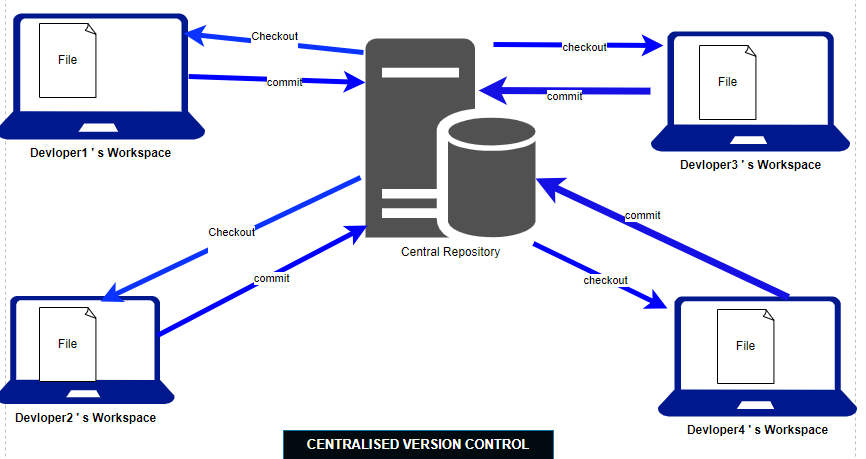 File
Checkout
commit
Devloper1 ' s Workspace
checkout
commit
File
Devloper3 ' s Workspace
Central Repository
Checkout
commit
File
Devloper2 ' s Workspace
commit
checkout
File
Devloper4 ' s Workspace
CENTRALISED VERSION CONTROL